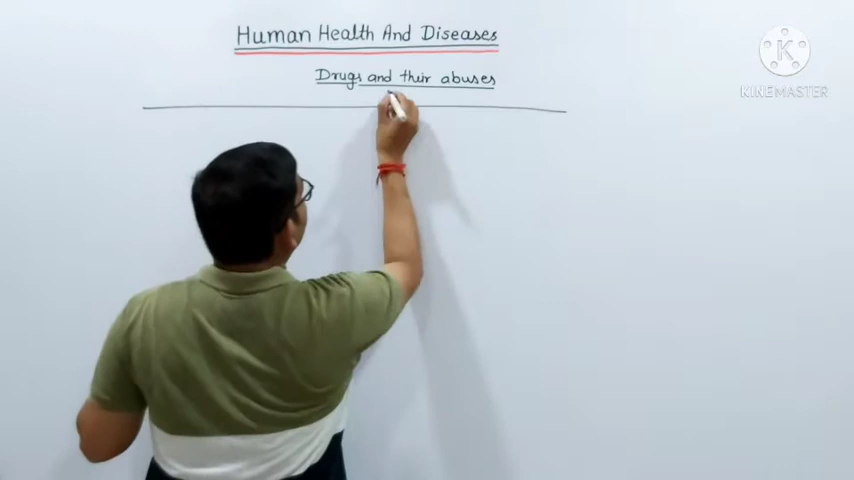 Human Health And Diseases
Drugs and their abuses
K
KINEMASTER